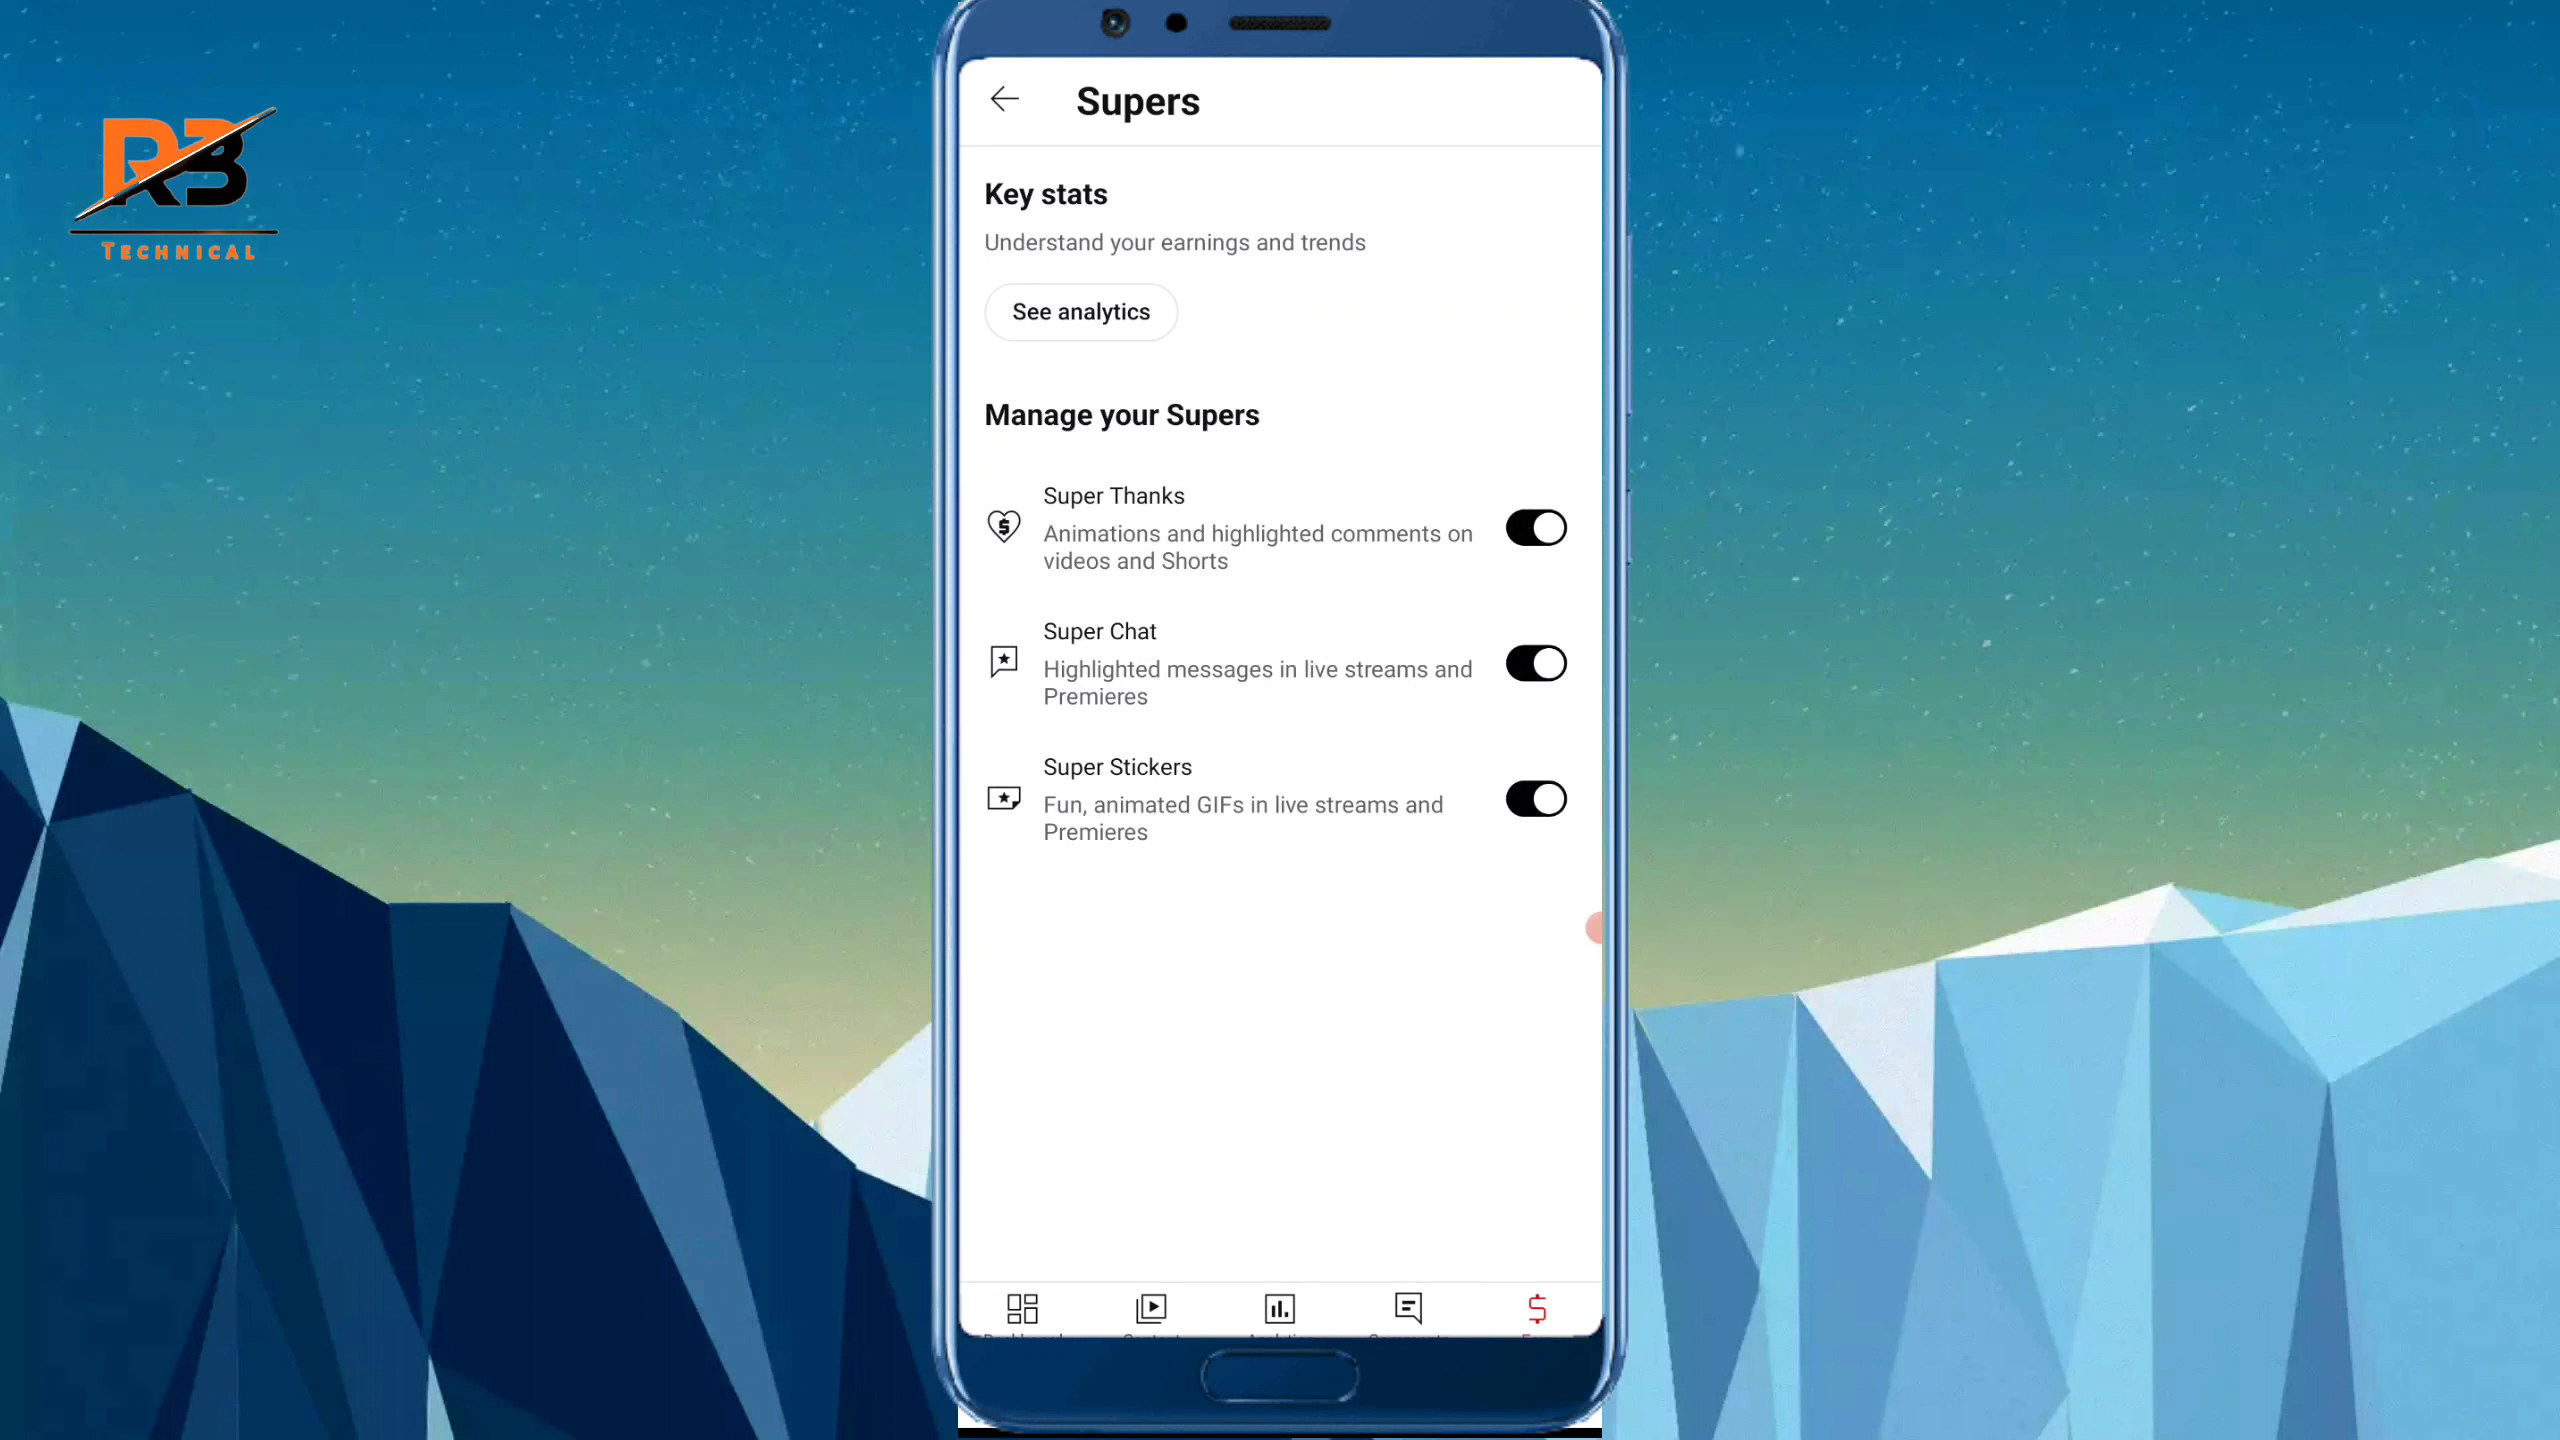 RB
TECHNICAL
Supers
Key stats
Understand your earnings and trends
See analytics
Manage your Supers
Super Thanks
Animations and highlighted comments on
videos and Shorts
Super Chat
Highlighted messages in live streams and
Premieres
Super Stickers
Fun, animated GIFs in live streams and
Premieres